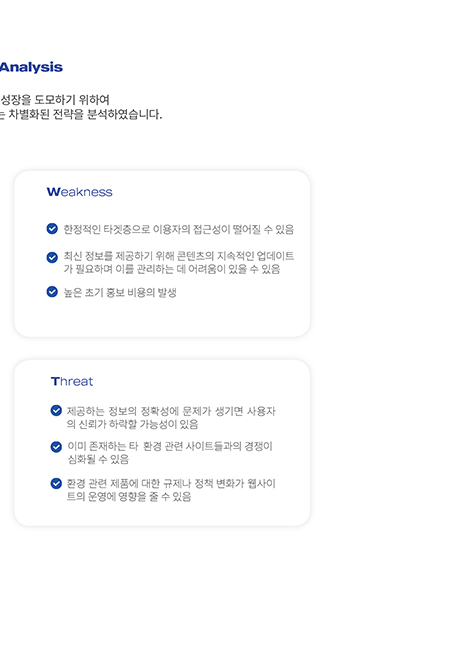 Analysis
성장을 도모하기 위하여
는 차별화된 전략을 분석하였습니다.
Weakness
한정적인 타겟층으로 이용자의 접근성이 떨어질 수 있음
최신 정보를 제공하기 위해 콘텐츠의 지속적인 업데이트
가 필요하며 이를 관리하는 데 어려움이 있을 수 있음
높은 초기 홍보 비용의 발생
Threat
제공하는 정보의 정확성에 문제가 생기면 사용자
의 신뢰가 하락할 가능성이 있음
이미 존재하는 타 환경 관련 사이트들과의 경쟁이
심화될 수 있음
환경 관련 제품에 대한 규제나 정책 변화가 웹사이
트의 운영에 영향을 줄 수 있음